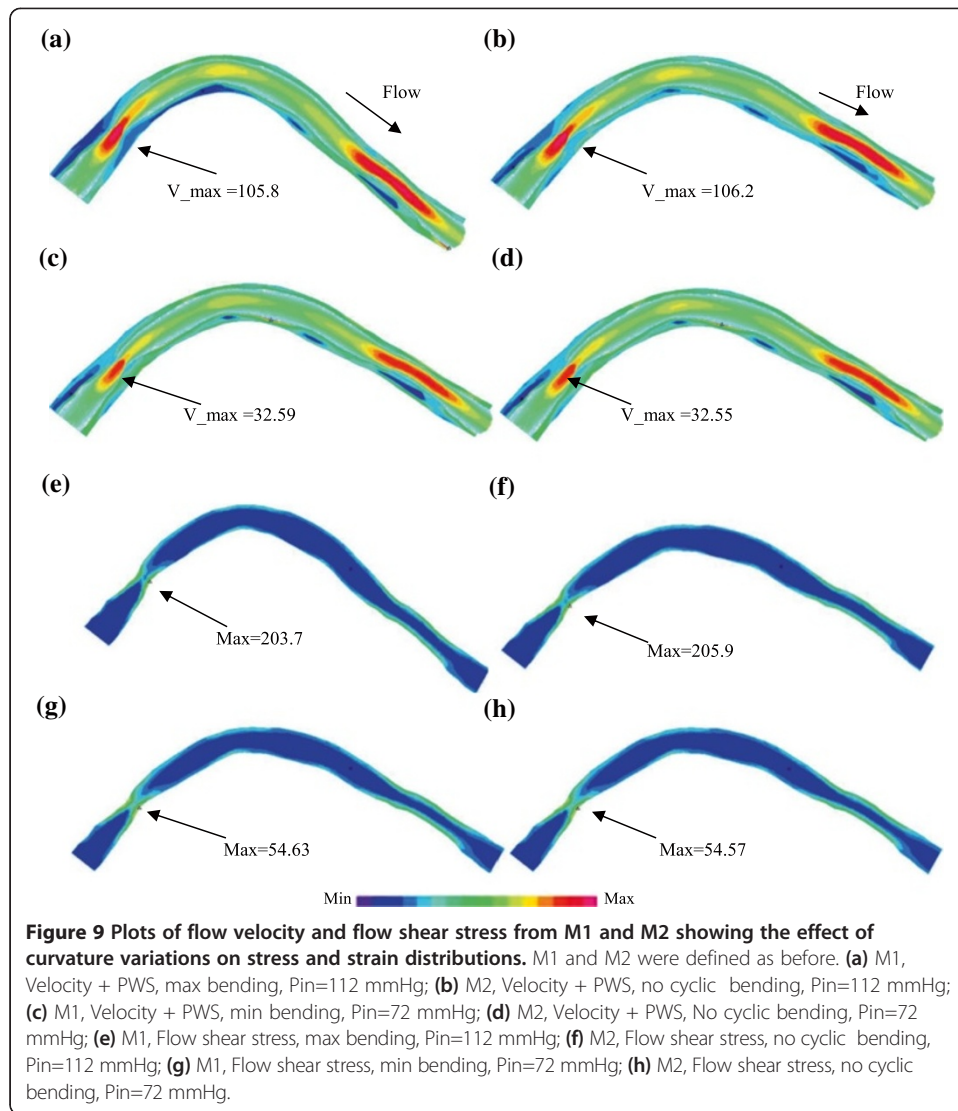 (a)
(b)
Flow
Flow
V_max =105.8
V_max =106.2
(c)
(d)
V_max =32.59
V_max =32.55
(e)
(f)
Max=203.7
Max=205.9
(g)
(h)
Max=54.63
Max=54.57
Min Max
Figure 9 Plots of flow velocity and flow shear stress from M1 and M2 showing the effect of
curvature variations on stress and strain distributions. M1 and M2 were defined as before. (a) M1,
Velocity + PWS, max bending, Pin=112 mmHg; (b) M2, Velocity + PWS, no cyclic bending, Pin=112 mmHg;
(c) M1, Velocity + PWS, min bending, Pin=72 mmHg; (d) M2, Velocity + PWS, No cyclic bending, Pin=72
mmHg; (e) M1, Flow shear stress, max bending, Pin=112 mmHg; (f) M2, Flow shear stress, no cyclic bending,
Pin=112 mmHg; (g) M1, Flow shear stress, min bending, Pin=72 mmHg; (h) M2, Flow shear stress, no cyclic
bending, Pin=72 mmHg.